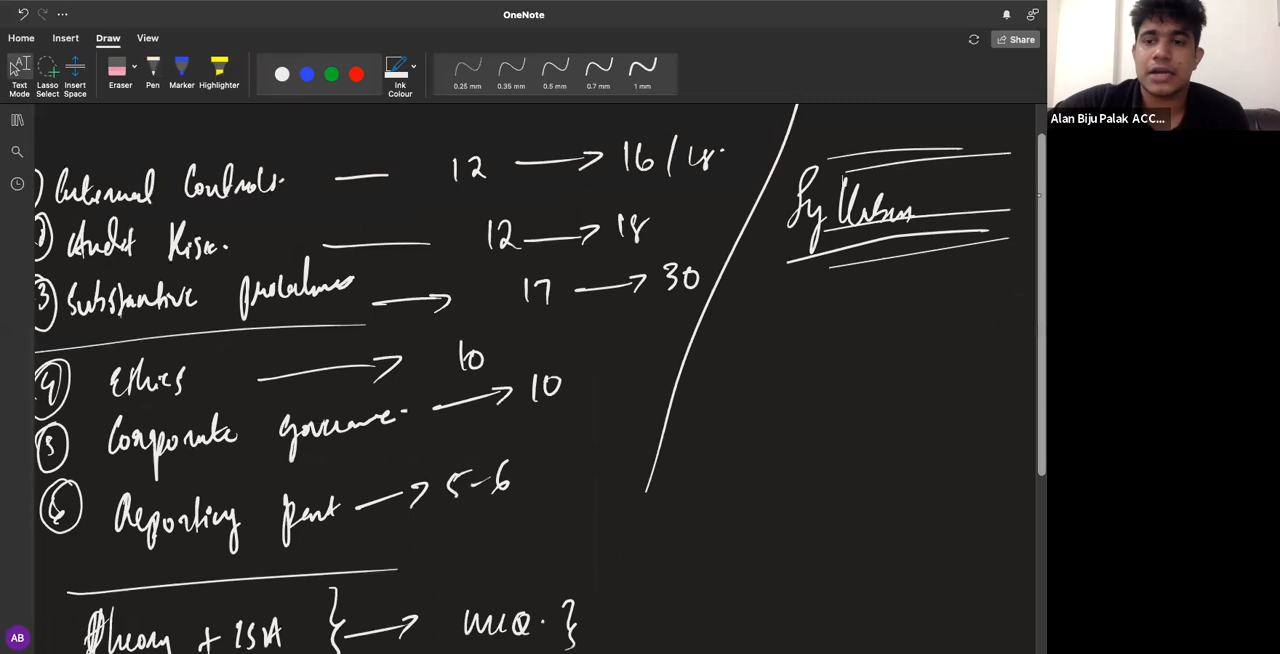 OneNote
Home Insert Draw View
Share
Text Mode
Lasso Select
Insert Space
Eraser
Pen
Marker
Highlighter
Ink Colour
0.25 mm 0.35 mm 0.5 mm 0.7 mm 1 mm
Alan Biju Palak ACC...
) Internal Controls. — 12 → 16 / 18.
2) Audit Risk. — 12 → 18
3) Substantive procedures → 17 → 30
4) Ethics → 10
5) Corporate governance. → 10
6) Reporting part → 5-6
Theory + ISA } → MCQ. }
Syllabus
AB